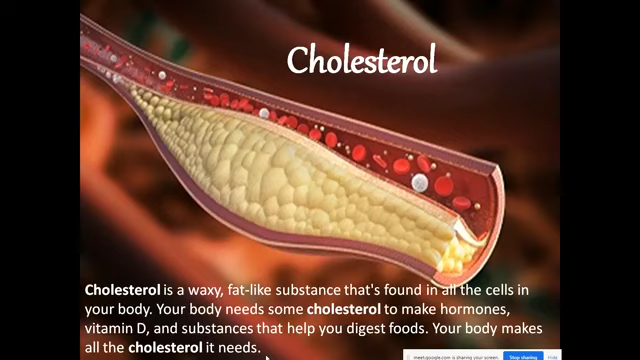 Cholesterol
Cholesterol is a waxy, fat-like substance that's found in all the cells in
your body. Your body needs some cholesterol to make hormones,
vitamin D, and substances that help you digest foods. Your body makes
all the cholesterol it needs.
meet.google.com is sharing your screen. Stop sharing Hide